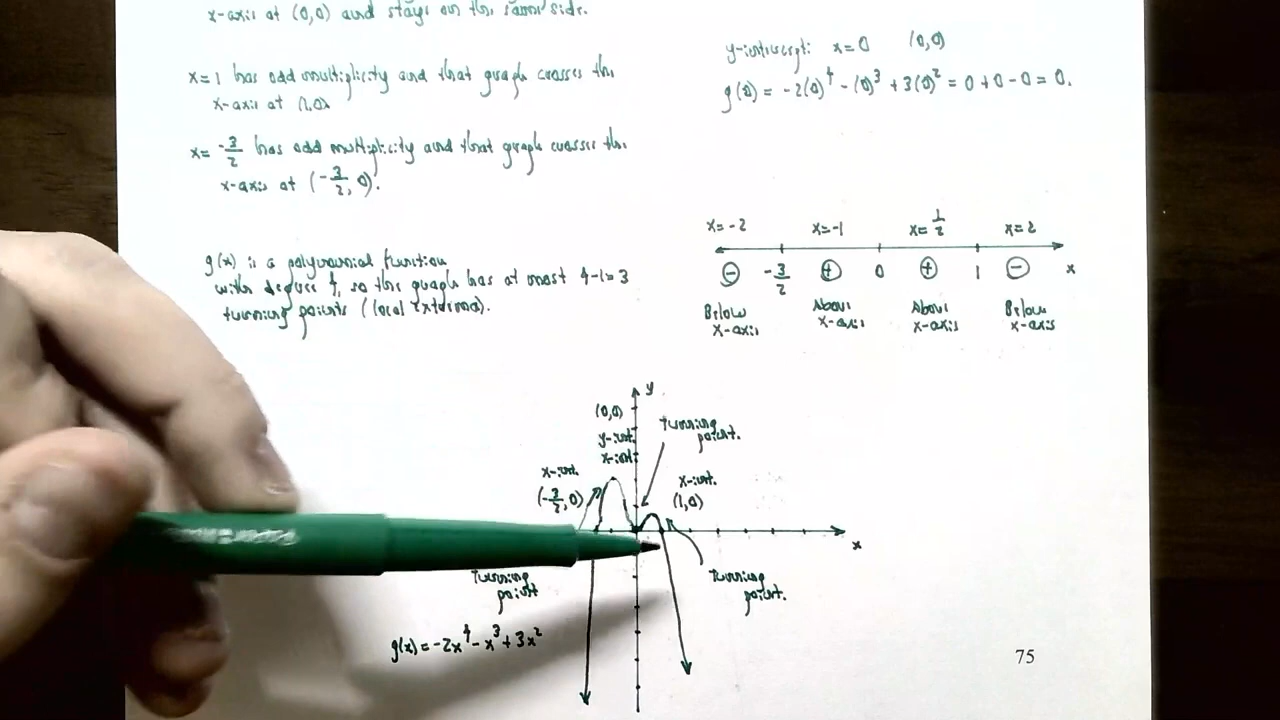 x-axis at (0,0) and stays on the same side.
x=1 has odd multiplicity and that graph crosses the
x-axis at (1,0)
x= -3/2 has odd multiplicity and that graph crosses the
x-axis at (-3/2, 0).
g(x) is a polynomial function
with degree 4, so the graph has at most 4-1=3
turning points (local extrema).
y-intercept: x=0 (0,0)
g(0) = -2(0)^4 - (0)^3 + 3(0)^2 = 0+0-0 = 0.
x=-2 x=-1 x=1/2 x=2
⊖ -3/2 ⊕ 0 ⊕ 1 ⊖ x
Below Above Above Below
x-axis x-axis x-axis x-axis
y
(0,0)
y-int.
x-int
turning
point.
x-int.
(-3/2, 0)
x-int.
(1,0)
x
turning
point
turning
point.
g(x) = -2x^4 - x^3 + 3x^2
75